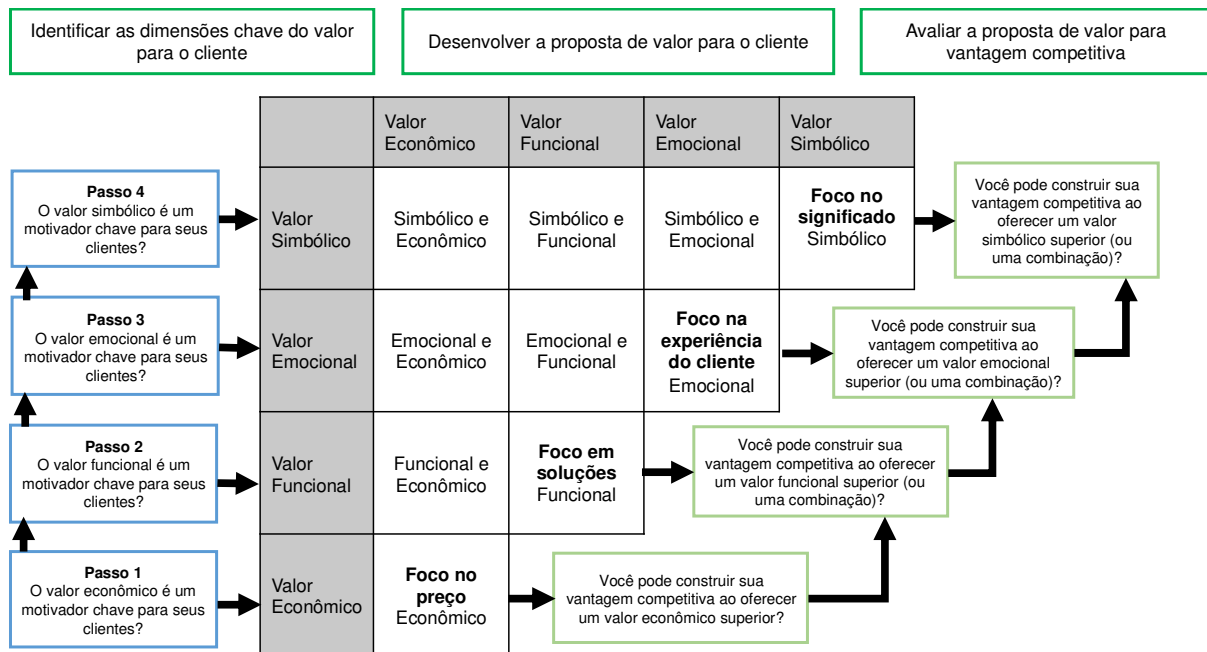 Identificar as dimensões chave do valor
para o cliente
Desenvolver a proposta de valor para o cliente
Avaliar a proposta de valor para
vantagem competitiva
Valor
Econômico
Valor
Funcional
Valor
Emocional
Valor
Simbólico
Passo 4
O valor simbólico é um
motivador chave para seus
clientes?
Valor
Simbólico
Simbólico e
Econômico
Simbólico e
Funcional
Simbólico e
Emocional
Foco no
significado
Simbólico
Você pode construir sua
vantagem competitiva ao
oferecer um valor
simbólico superior (ou
uma combinação)?
Passo 3
O valor emocional é um
motivador chave para seus
clientes?
Valor
Emocional
Emocional e
Econômico
Emocional e
Funcional
Foco na
experiência
do cliente
Emocional
Você pode construir sua
vantagem competitiva ao
oferecer um valor emocional
superior (ou uma combinação)?
Passo 2
O valor funcional é um
motivador chave para seus
clientes?
Valor
Funcional
Funcional e
Econômico
Foco em
soluções
Funcional
Você pode construir sua
vantagem competitiva ao oferecer
um valor funcional superior (ou
uma combinação)?
Passo 1
O valor econômico é um
motivador chave para seus
clientes?
Valor
Econômico
Foco no
preço
Econômico
Você pode construir sua
vantagem competitiva ao oferecer
um valor econômico superior?